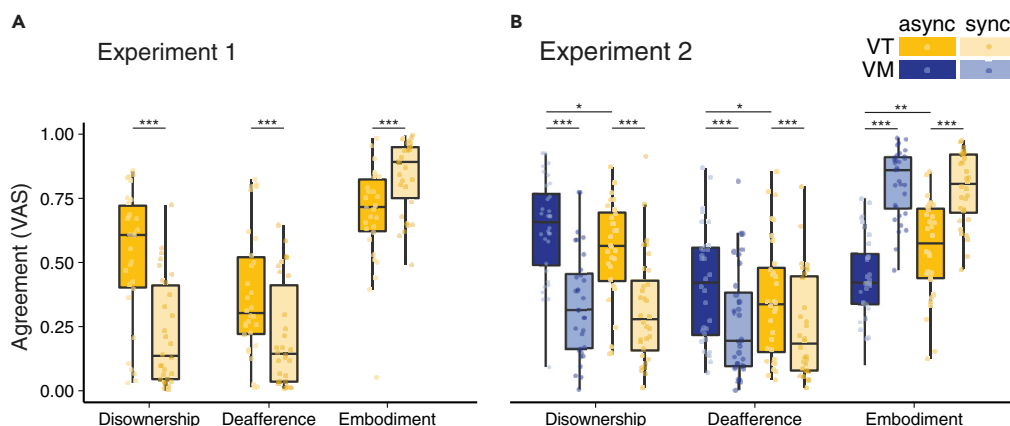 A
Experiment 1
B
Experiment 2
async sync
VT
VM
*** *** ***
* * **
*** *** *** *** *** ***
Agreement (VAS)
1.00
0.75
0.50
0.25
0.00
Disownership Deafference Embodiment
Disownership Deafference Embodiment